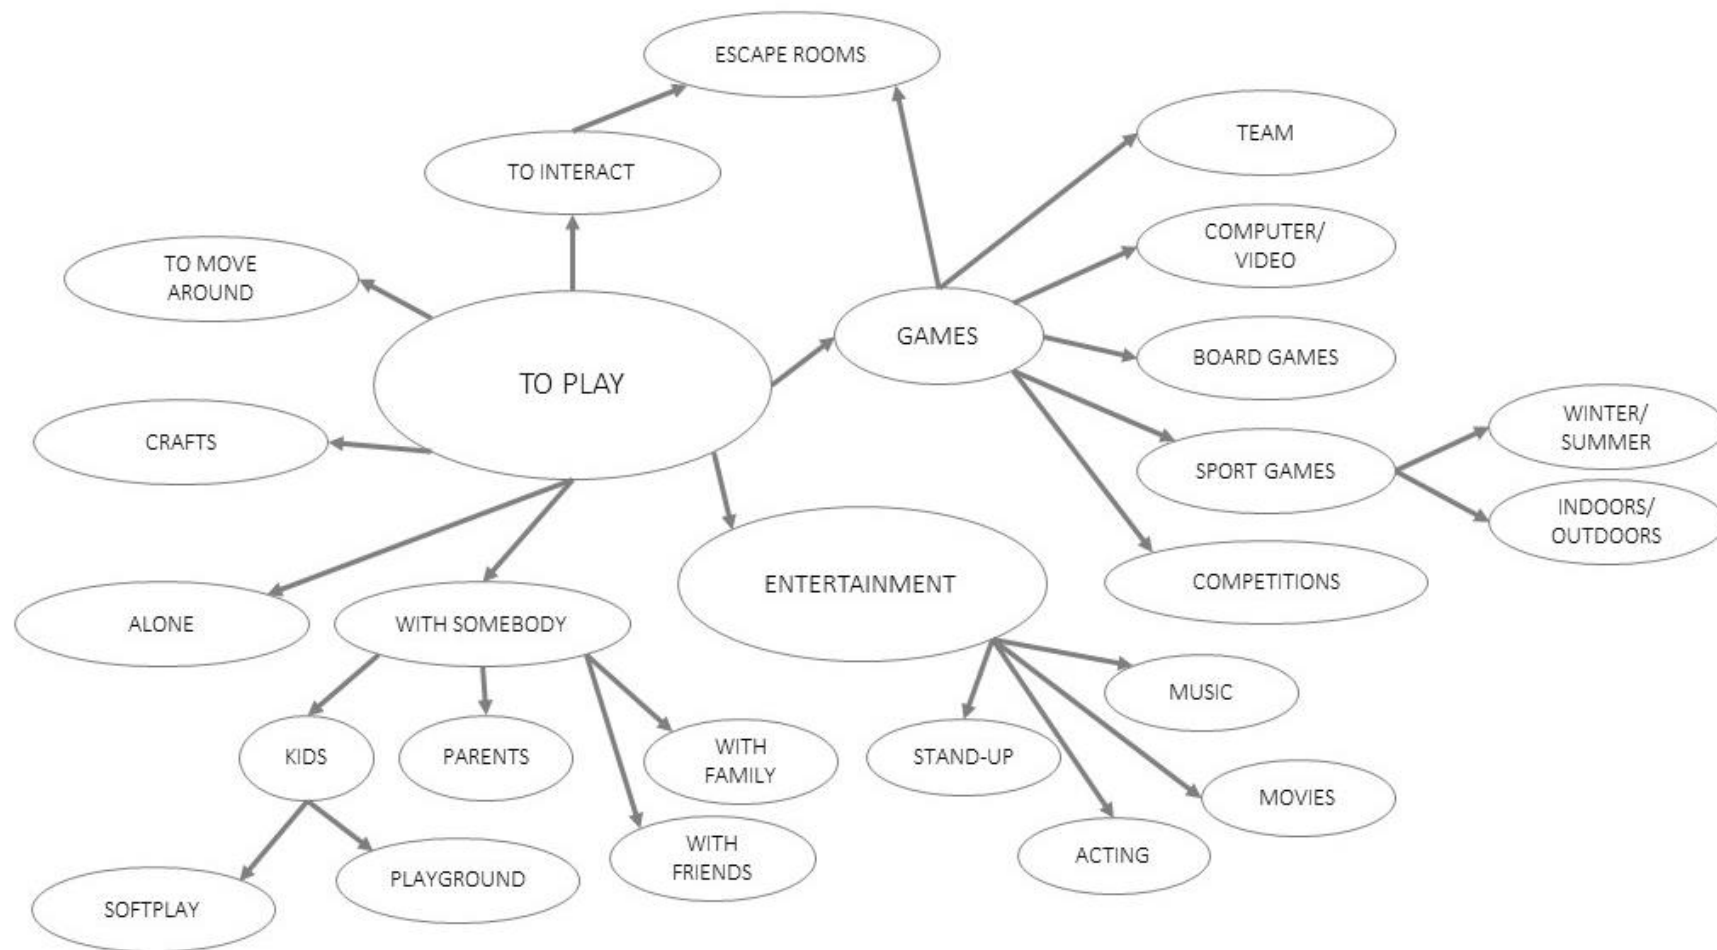 ESCAPE ROOMS
TEAM
TO INTERACT
COMPUTER/
VIDEO
TO MOVE
AROUND
GAMES
BOARD GAMES
TO PLAY
WINTER/
SUMMER
CRAFTS
SPORT GAMES
INDOORS/
OUTDOORS
ENTERTAINMENT
COMPETITIONS
ALONE
WITH SOMEBODY
MUSIC
KIDS
PARENTS
WITH
FAMILY
STAND-UP
MOVIES
WITH
FRIENDS
ACTING
PLAYGROUND
SOFTPLAY